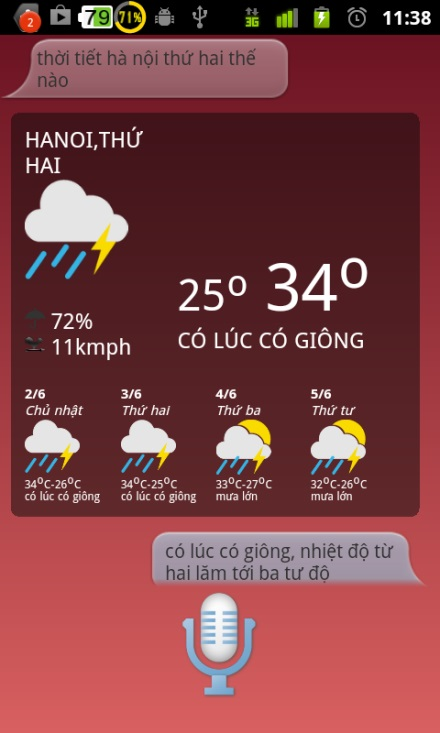 2
79
71%
3G
11:38
thời tiết hà nội thứ hai thế
nào
HANOI,THỨ
HAI
25º 34º
72%
11kmph
CÓ LÚC CÓ GIÔNG
2/6 3/6 4/6 5/6
Chủ nhật Thứ hai Thứ ba Thứ tư
34ºC-26ºC 34ºC-25ºC 33ºC-27ºC 32ºC-26ºC
có lúc có giông có lúc có giông mưa lớn mưa lớn
có lúc có giông, nhiệt độ từ
hai lăm tới ba tư độ